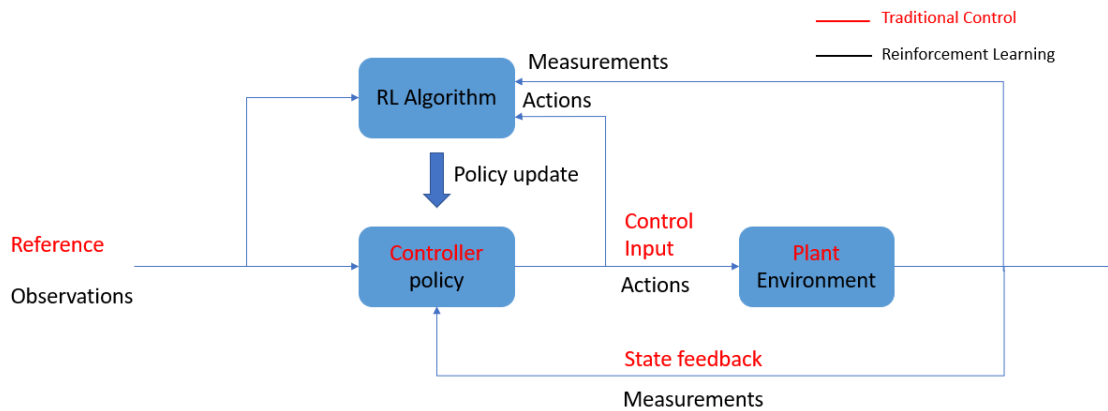 Traditional Control
Reinforcement Learning
Measurements
RL Algorithm
Actions
Policy update
Reference
Observations
Controller
policy
Control
Input
Actions
Plant
Environment
State feedback
Measurements